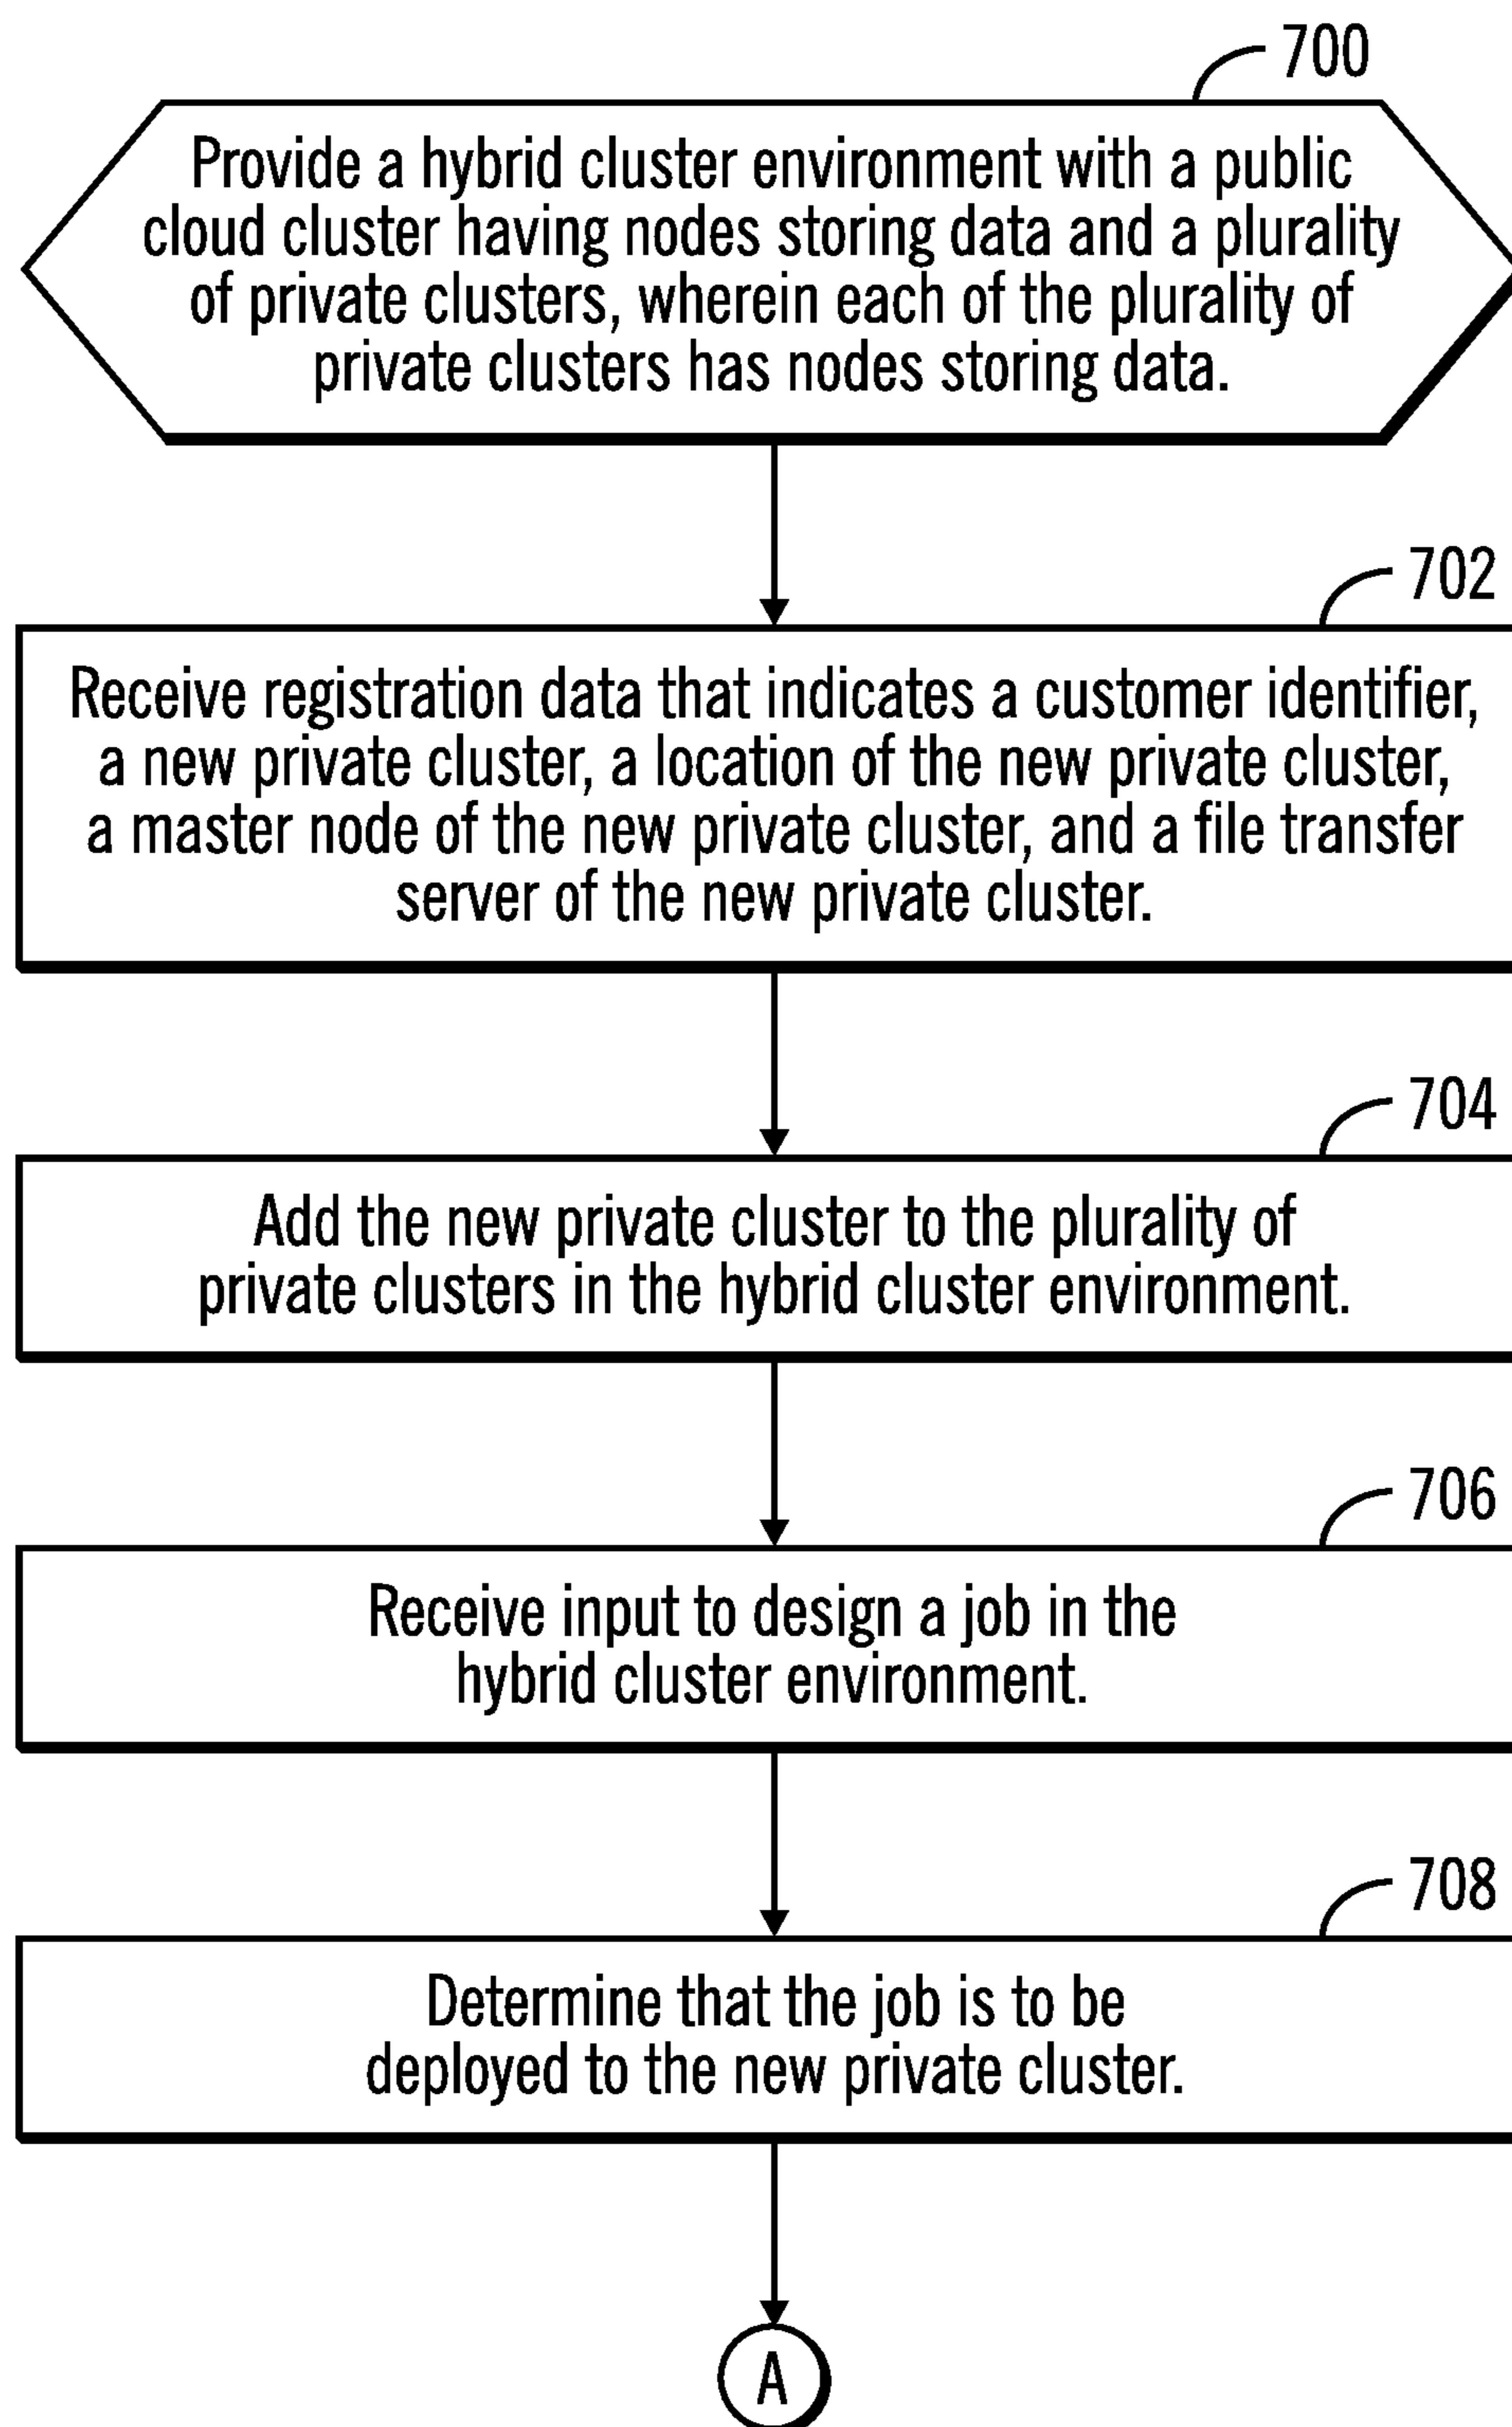 700
Provide a hybrid cluster environment with a public
cloud cluster having nodes storing data and a plurality
of private clusters, wherein each of the plurality of
private clusters has nodes storing data.
702
Receive registration data that indicates a customer identifier,
a new private cluster, a location of the new private cluster,
a master node of the new private cluster, and a file transfer
server of the new private cluster.
704
Add the new private cluster to the plurality of
private clusters in the hybrid cluster environment.
706
Receive input to design a job in the
hybrid cluster environment.
708
Determine that the job is to be
deployed to the new private cluster.
A